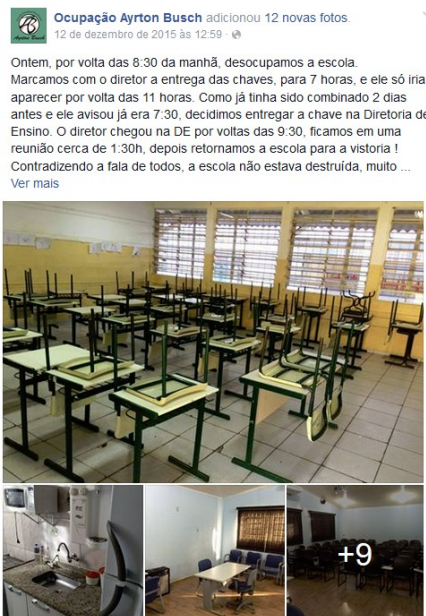 Ocupação Ayrton Busch adicionou 12 novas fotos.
12 de dezembro de 2015 às 12:59 ·
Ontem, por volta das 8:30 da manhã, desocupamos a escola.
Marcamos com o diretor a entrega das chaves, para 7 horas, e ele só iria
aparecer por volta das 11 horas. Como já tinha sido combinado 2 dias
antes e ele avisou já era 7:30, decidimos entregar a chave na Diretoria de
Ensino. O diretor chegou na DE por voltas das 9:30, ficamos em uma
reunião cerca de 1:30h, depois retornamos a escola para a vistoria !
Contradizendo a fala de todos, a escola não estava destruída, muito ...
Ver mais
+9